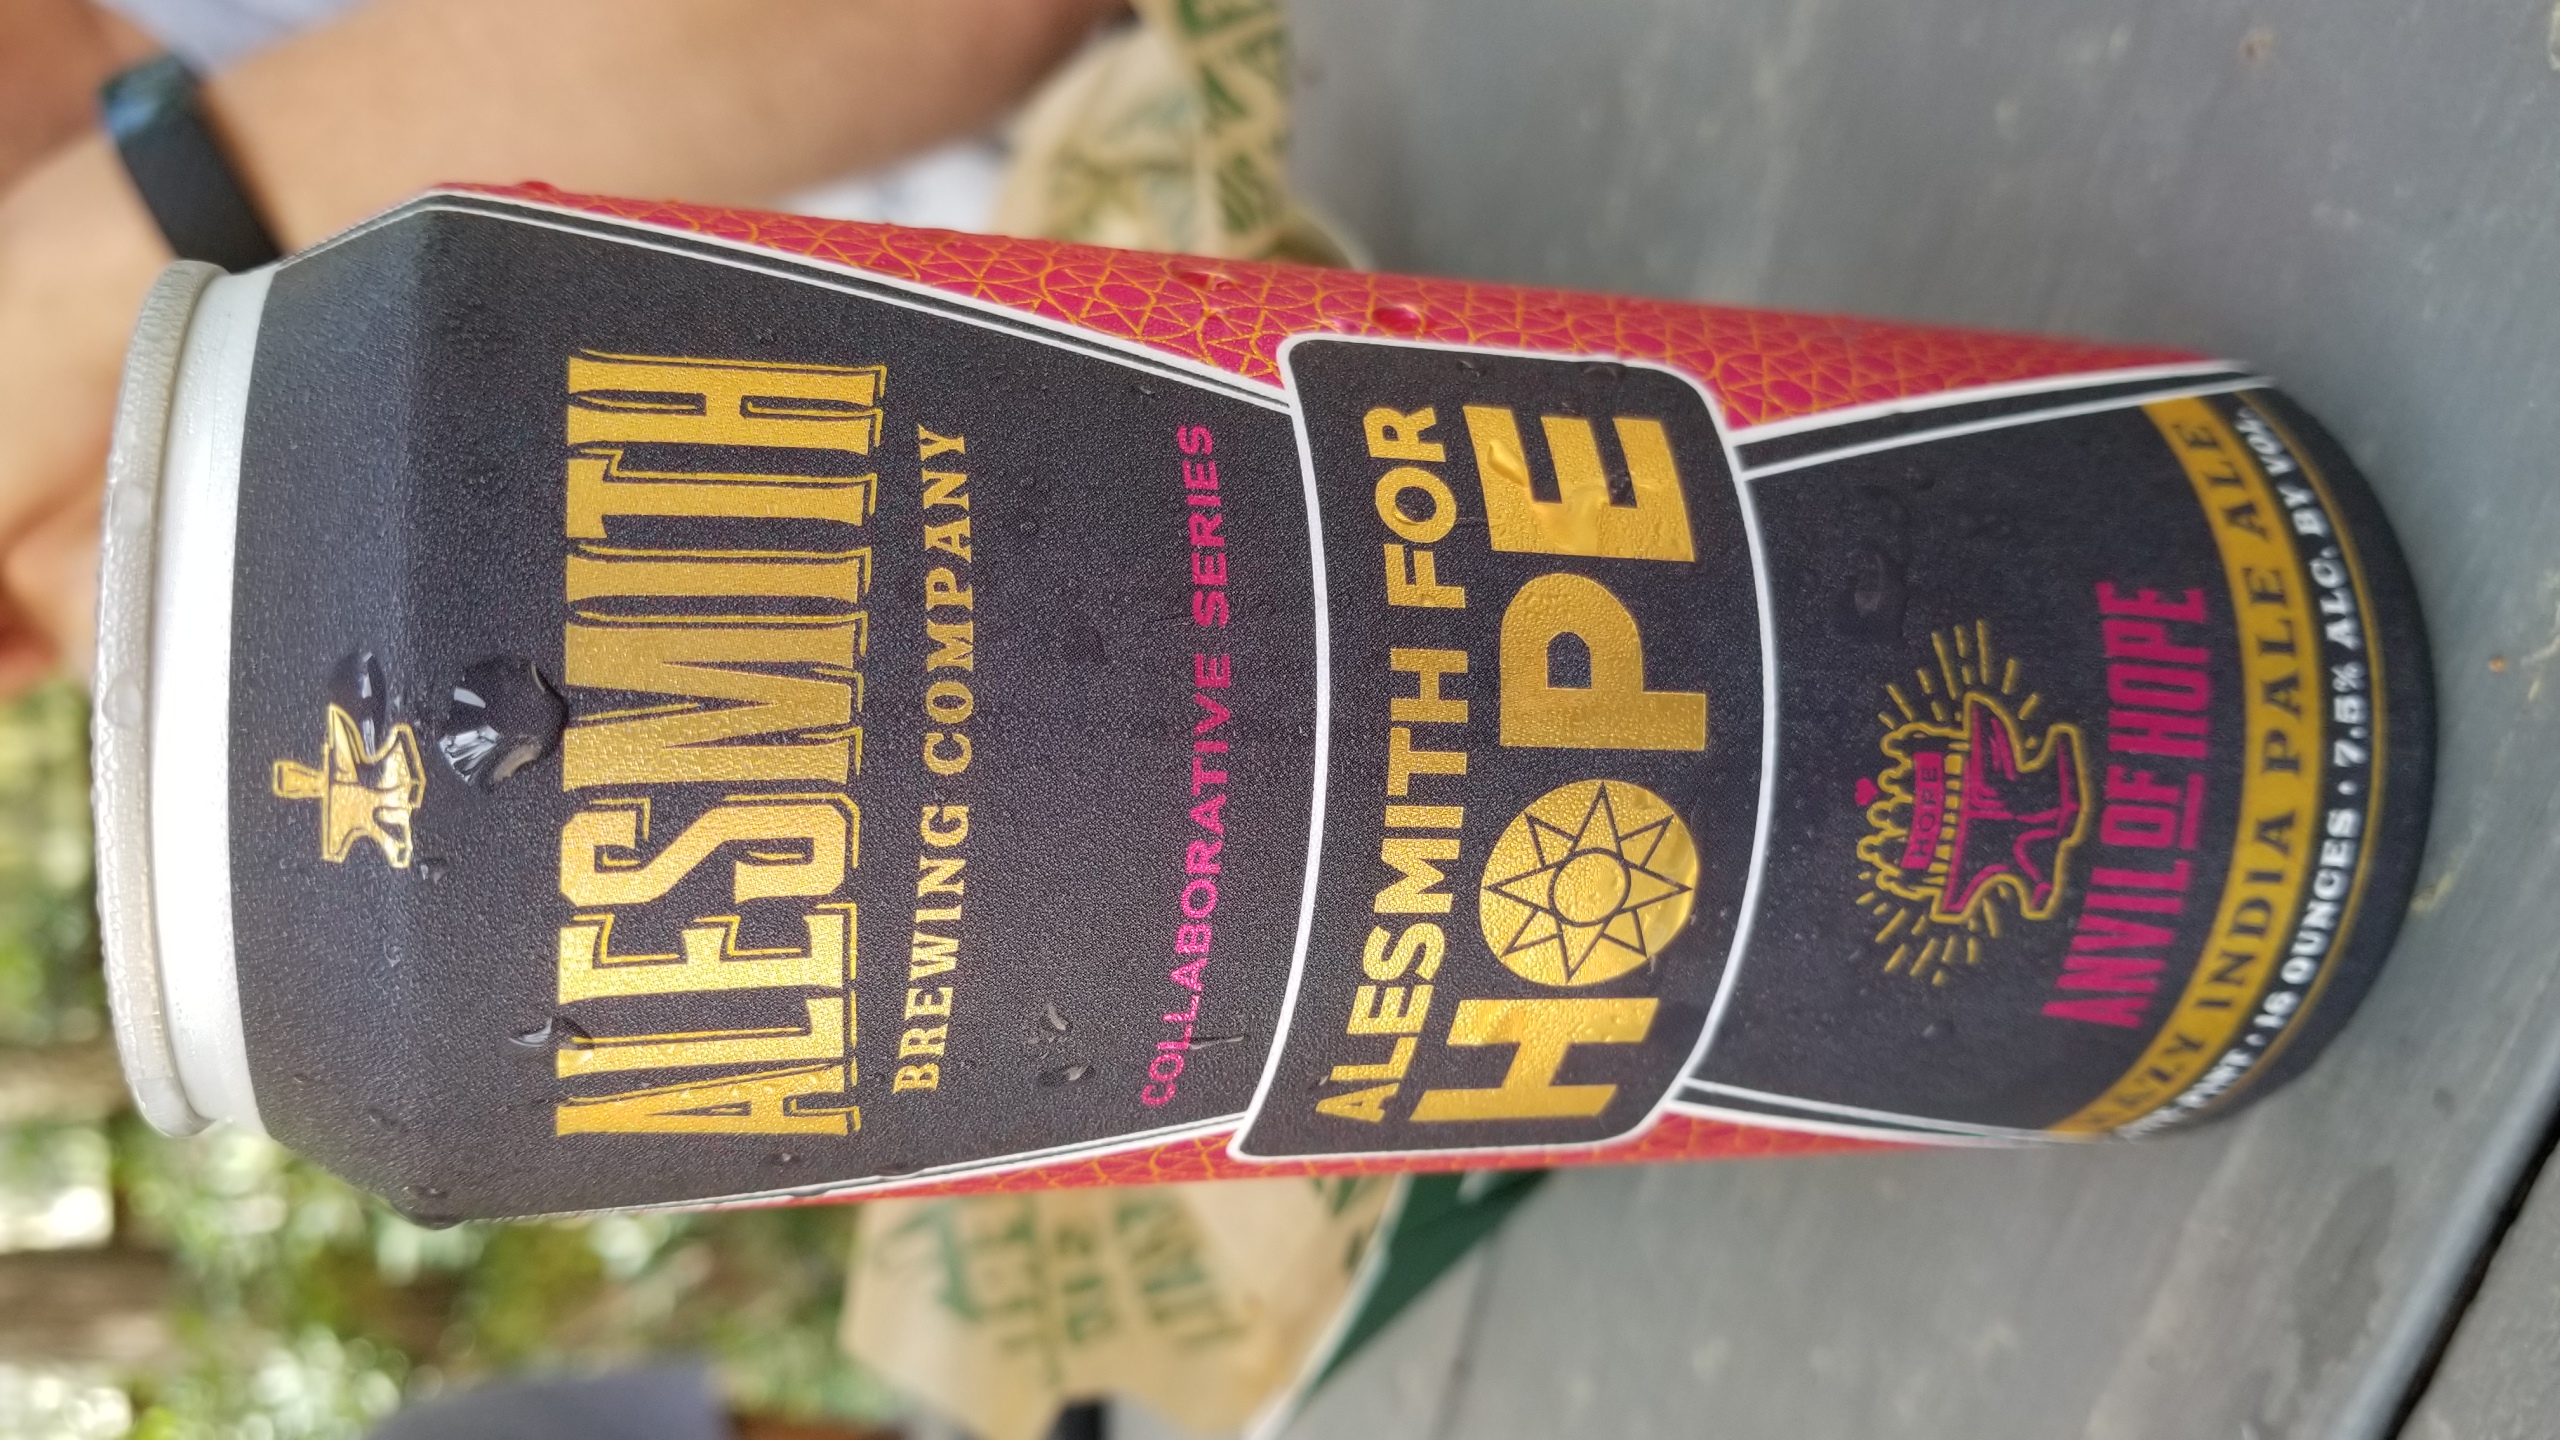 ALESMITH
BREWING COMPANY
COLLABORATIVE SERIES
ALESMITH FOR
HOPE
HOPE
ANVIL OF HOPE
INDIA PALE ALE
16 OUNCES • 7.5% ALC. BY VOL.